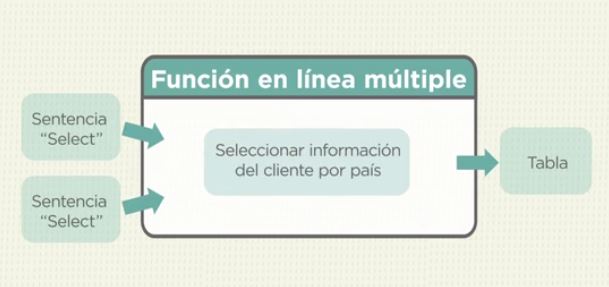 Función en línea múltiple
Sentencia
“Select”
Seleccionar información
del cliente por país
Tabla
Sentencia
“Select”